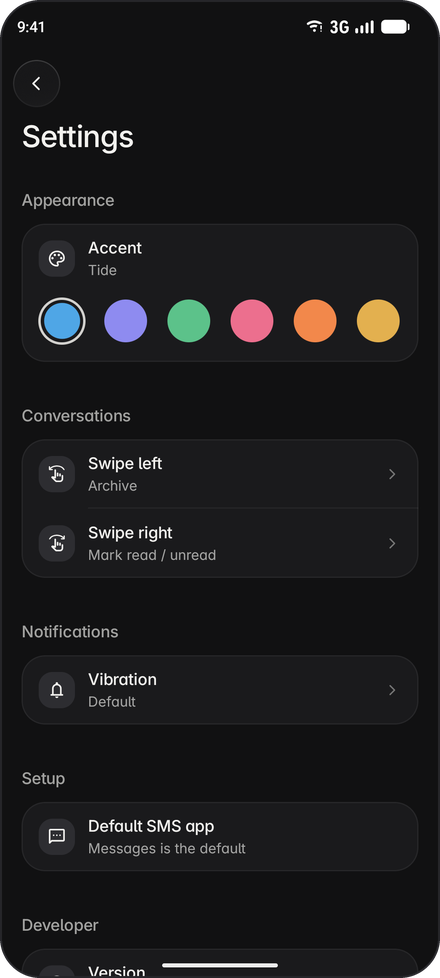 9:41
3G
Settings
Appearance
Accent
Tide
Conversations
Swipe left
Archive
Swipe right
Mark read / unread
Notifications
Vibration
Default
Setup
Default SMS app
Messages is the default
Developer
Version